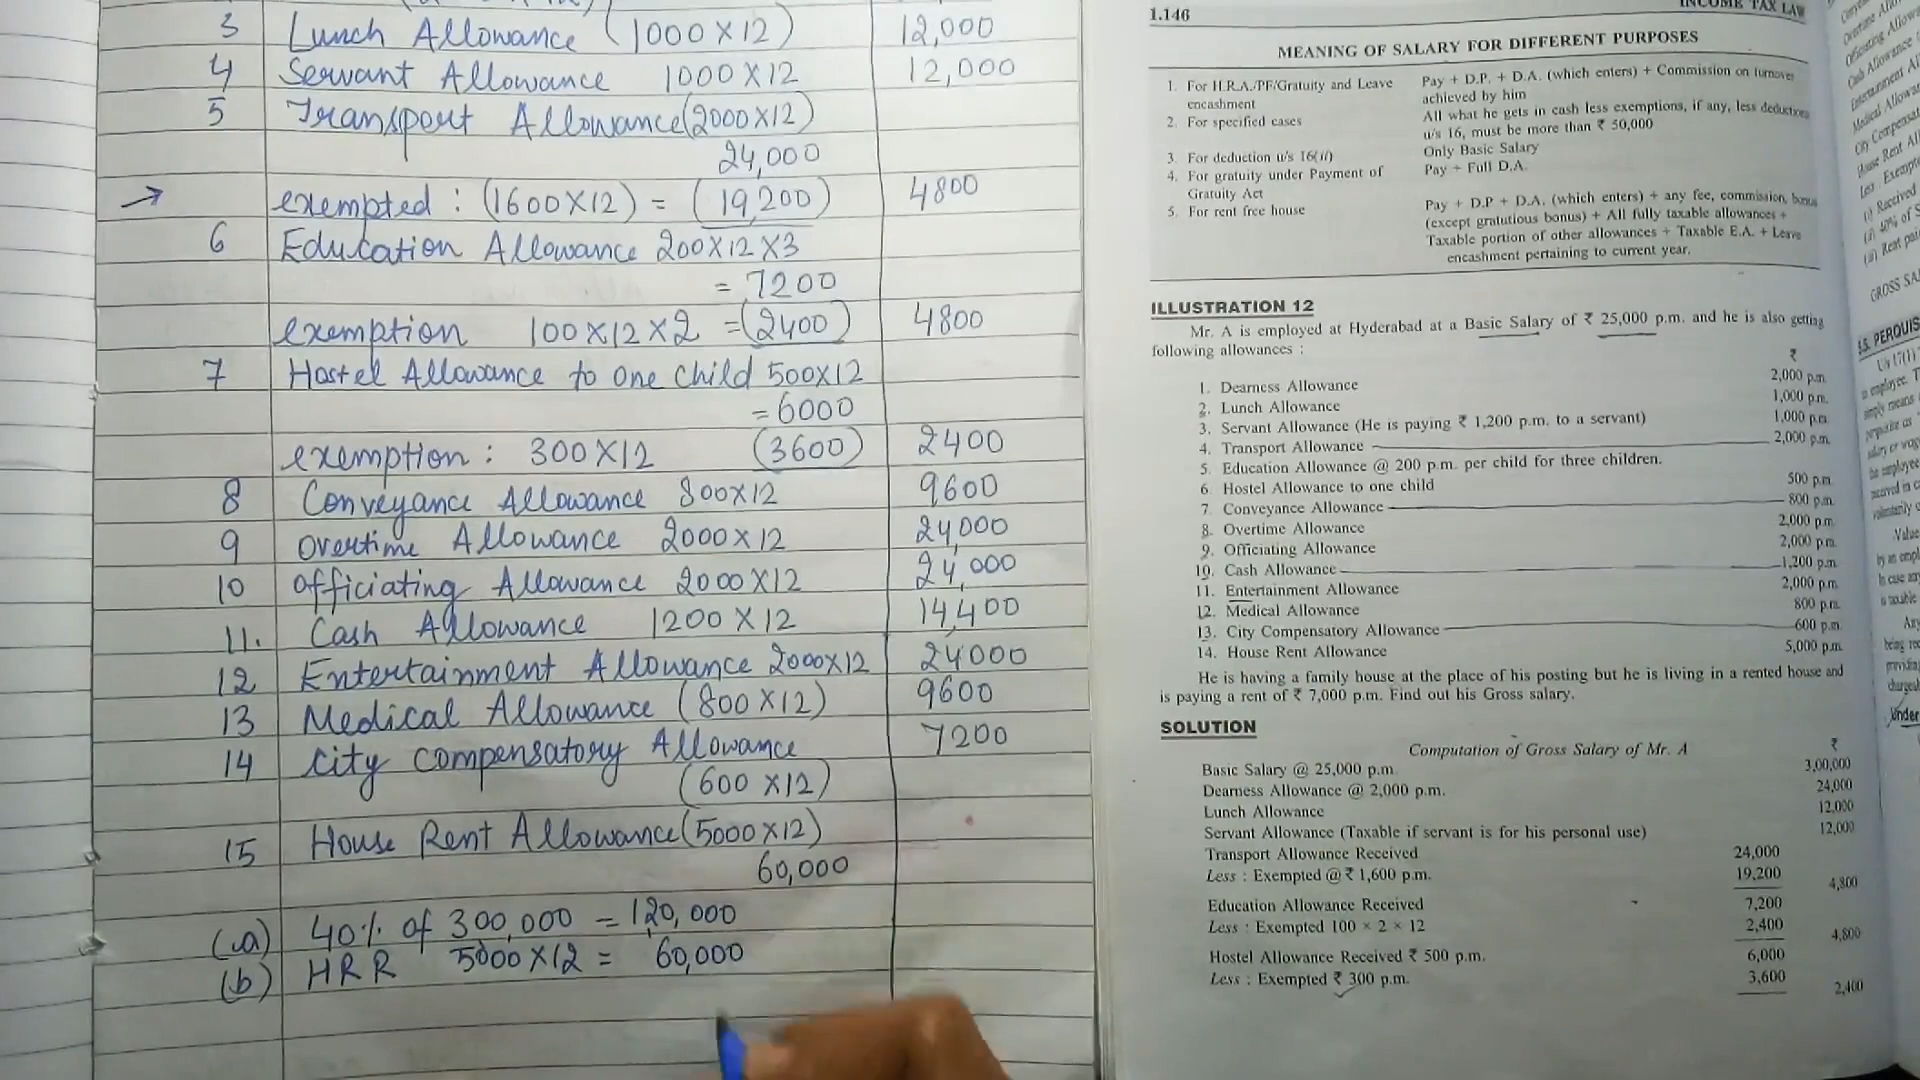 3 Lunch Allowance (1000×12) 12,000
4 Servant Allowance 1000×12 12,000
5 Transport Allowance(2000×12)
24,000
→ exempted : (1600×12) = (19,200) 4800
6 Education Allowance 200×12×3
= 7200
exemption 100×12×2 =(2400) 4800
7 Hostel Allowance to one child 500×12
=6000
exemption : 300×12 (3600) 2400
8 Conveyance Allowance 800×12 9600
9 Overtime Allowance 2000×12 24,000
10 Officiating Allowance 2000×12 24,000
11. Cash Allowance 1200×12 14,400
12 Entertainment Allowance 2000×12 24000
13 Medical Allowance (800×12) 9600
14 City Compensatory Allowance 7200
(600×12)
15 House Rent Allowance(5000×12)
60,000
(a) 40% of 300,000 = 120,000
(b) HRR 5000×12 = 60,000
1.146 INCOME TAX LAW
MEANING OF SALARY FOR DIFFERENT PURPOSES
1. For H.R.A./PF/Gratuity and Leave encashment
Pay + D.P. + D.A. (which enters) + Commission on turnover
achieved by him
2. For specified cases
All what he gets in cash less exemptions, if any, less deductions
u/s 16, must be more than ₹ 50,000
3. For deduction u/s 16(ii) Only Basic Salary
4. For gratuity under Payment of Gratuity Act
Pay + Full D.A.
5. For rent free house
Pay + D.P + D.A. (which enters) + any fee, commission, bonus
(except gratutious bonus) + All fully taxable allowances +
Taxable portion of other allowances + Taxable E.A. + Leave
encashment pertaining to current year.
ILLUSTRATION 12
Mr. A is employed at Hyderabad at a Basic Salary of ₹ 25,000 p.m. and he is also getting
following allowances :
₹
1. Dearness Allowance 2,000 p.m.
2. Lunch Allowance 1,000 p.m.
3. Servant Allowance (He is paying ₹ 1,200 p.m. to a servant) 1,000 p.m.
4. Transport Allowance 2,000 p.m.
5. Education Allowance @ 200 p.m. per child for three children.
6. Hostel Allowance to one child 500 p.m.
7. Conveyance Allowance 800 p.m.
8. Overtime Allowance 2,000 p.m.
9. Officiating Allowance 2,000 p.m.
10. Cash Allowance 1,200 p.m.
11. Entertainment Allowance 2,000 p.m.
12. Medical Allowance 800 p.m.
13. City Compensatory Allowance 600 p.m.
14. House Rent Allowance 5,000 p.m.
He is having a family house at the place of his posting but he is living in a rented house and
is paying a rent of ₹ 7,000 p.m. Find out his Gross salary.
SOLUTION
Computation of Gross Salary of Mr. A
₹
Basic Salary @ 25,000 p.m. 3,00,000
Dearness Allowance @ 2,000 p.m. 24,000
Lunch Allowance 12,000
Servant Allowance (Taxable if servant is for his personal use) 12,000
Transport Allowance Received 24,000
Less : Exempted @ ₹ 1,600 p.m. 19,200 4,800
Education Allowance Received 7,200
Less : Exempted 100 × 2 × 12 2,400 4,800
Hostel Allowance Received ₹ 500 p.m. 6,000
Less : Exempted ₹ 300 p.m. 3,600 2,400
GROSS SA
5.5. PERQUIS
U/s 17(1)
Value
Under